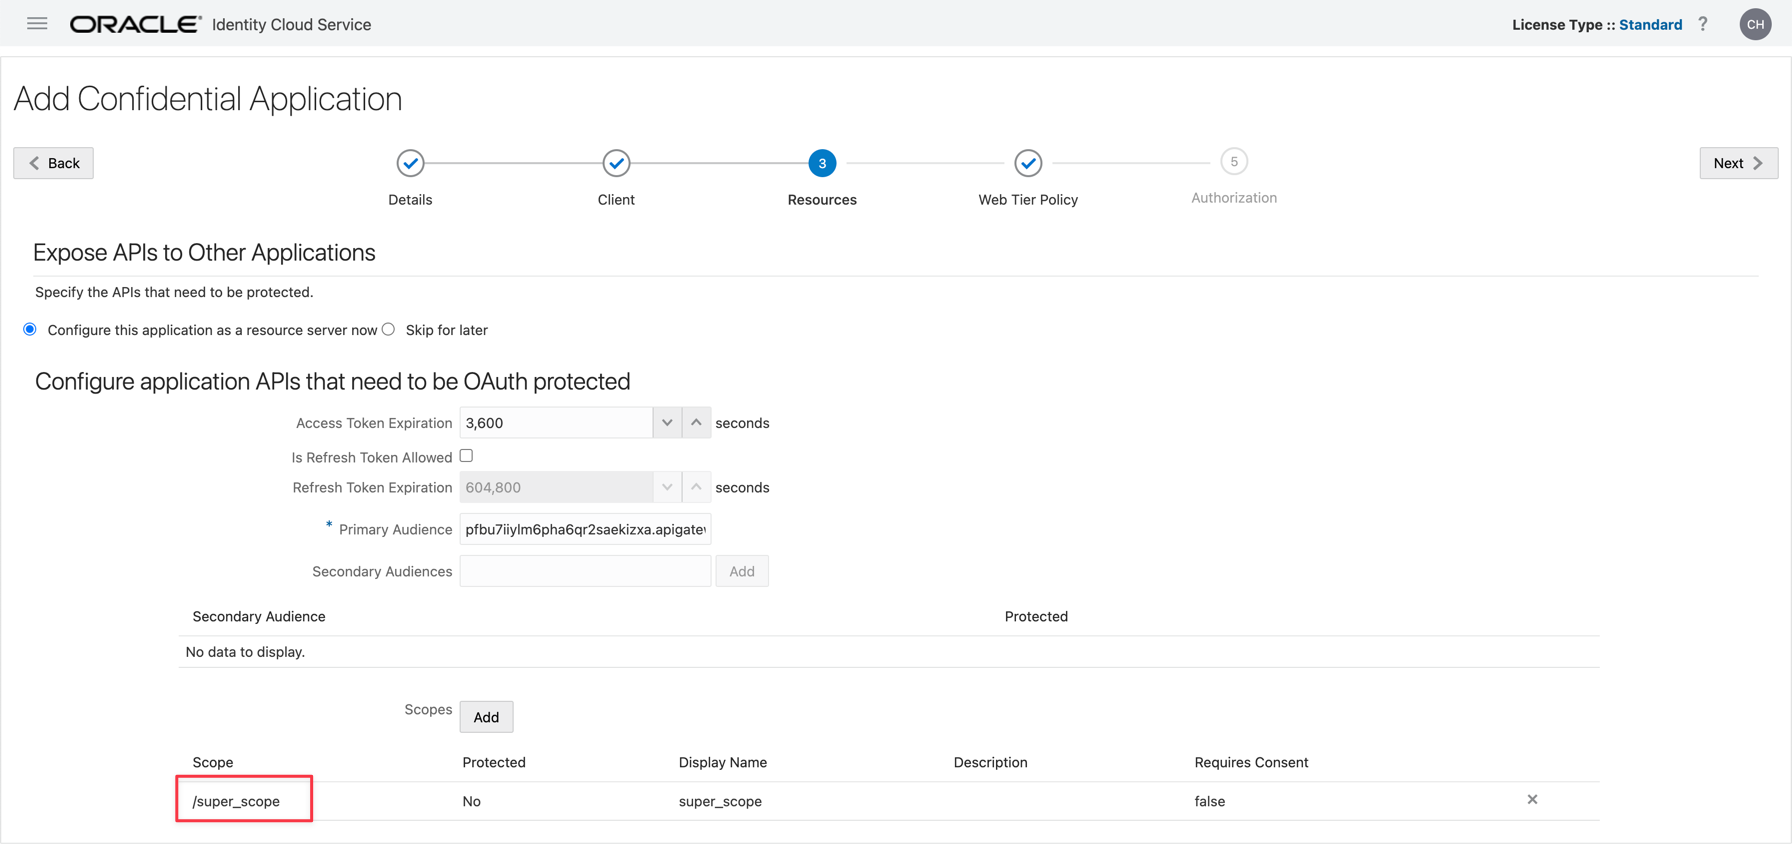 ORACLE® Identity Cloud Service
License Type :: Standard ? CH
Add Confidential Application
Back
3
5
Next
Details
Client
Resources
Web Tier Policy
Authorization
Expose APIs to Other Applications
Specify the APIs that need to be protected.
Configure this application as a resource server now Skip for later
Configure application APIs that need to be OAuth protected
Access Token Expiration 3,600 seconds
Is Refresh Token Allowed
Refresh Token Expiration 604,800 seconds
* Primary Audience pfbu7iiylm6pha6qr2saekizxa.apigatev
Secondary Audiences Add
Secondary Audience Protected
No data to display.
Scopes Add
Scope Protected Display Name Description Requires Consent
/super_scope No super_scope false ×